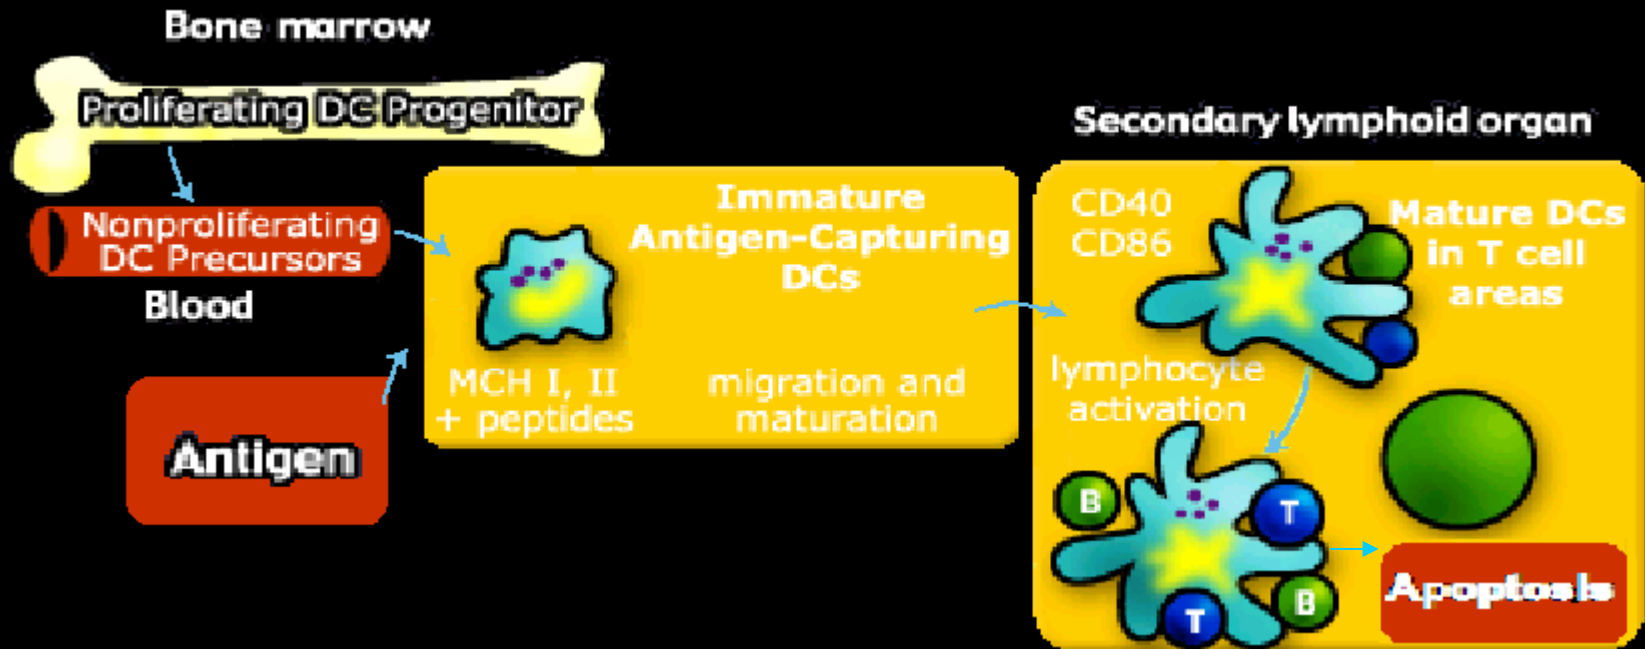 Bone marrow
Proliferating DC Progenitor
Nonproliferating
DC Precursors
Blood
Antigen
Immature
Antigen-Capturing
DCs
MCH I, II
+ peptides
migration and
maturation
Secondary lymphoid organ
CD40
CD86
Mature DCs
in T cell
areas
lymphocyte
activation
B
T
T
B
Apoptosis